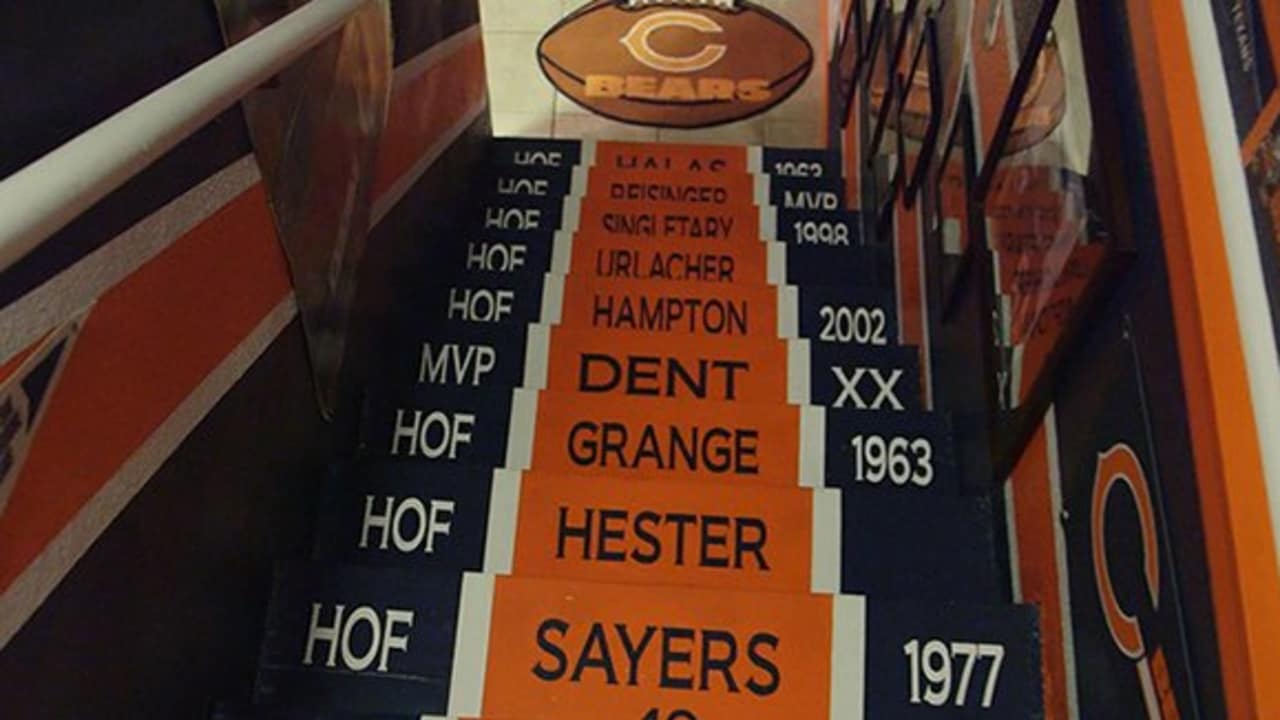 C
BEARS
HOF HALAS 1963
HOF REISINGER MVP
HOF SINGLETARY 1998
HOF URLACHER
HOF HAMPTON 2002
MVP DENT XX
HOF GRANGE 1963
HOF HESTER
HOF SAYERS 1977
C